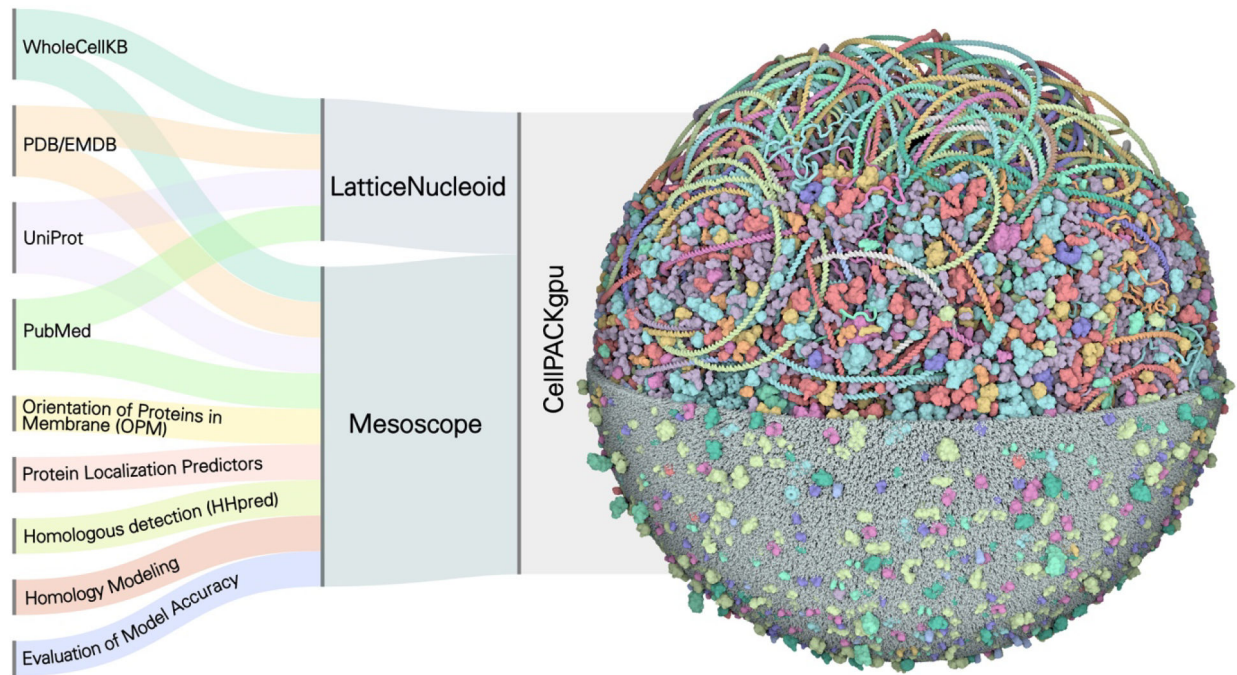 WholeCellKB
PDB/EMDB
UniProt
PubMed
Orientation of Proteins in
Membrane (OPM)
Protein Localization Predictors
Homologous detection (HHpred)
Homology Modeling
Evaluation of Model Accuracy
LatticeNucleoid
Mesoscope
CellPACKgpu